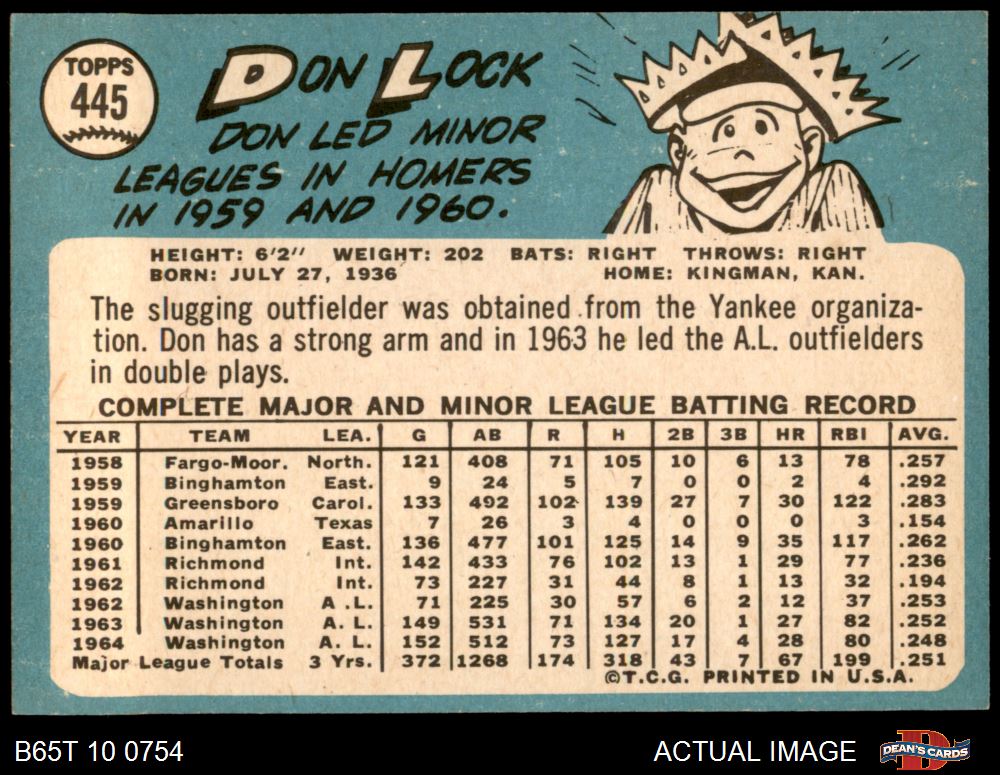 TOPPS
445
DON LOCK
DON LED MINOR
LEAGUES IN HOMERS
IN 1959 AND 1960.
HEIGHT: 6'2" WEIGHT: 202 BATS: RIGHT THROWS: RIGHT
BORN: JULY 27, 1936 HOME: KINGMAN, KAN.
The slugging outfielder was obtained from the Yankee organiza-
tion. Don has a strong arm and in 1963 he led the A.L. outfielders
in double plays.
COMPLETE MAJOR AND MINOR LEAGUE BATTING RECORD
YEAR TEAM LEA. G AB R H 2B 3B HR RBI AVG.
1958 Fargo-Moor. North. 121 408 71 105 10 6 13 78 .257
1959 Binghamton East. 9 24 5 7 0 0 2 4 .292
1959 Greensboro Carol. 133 492 102 139 27 7 30 122 .283
1960 Amarillo Texas 7 26 3 4 0 0 0 3 .154
1960 Binghamton East. 136 477 101 125 14 9 35 117 .262
1961 Richmond Int. 142 433 76 102 13 1 29 77 .236
1962 Richmond Int. 73 227 31 44 8 1 13 32 .194
1962 Washington A .L. 71 225 30 57 6 2 12 37 .253
1963 Washington A. L. 149 531 71 134 20 1 27 82 .252
1964 Washington A. L. 152 512 73 127 17 4 28 80 .248
Major League Totals 3 Yrs. 372 1268 174 318 43 7 67 199 .251
©T.C.G. PRINTED IN U.S.A.
B65T 10 0754 ACTUAL IMAGE DEAN'S CARDS